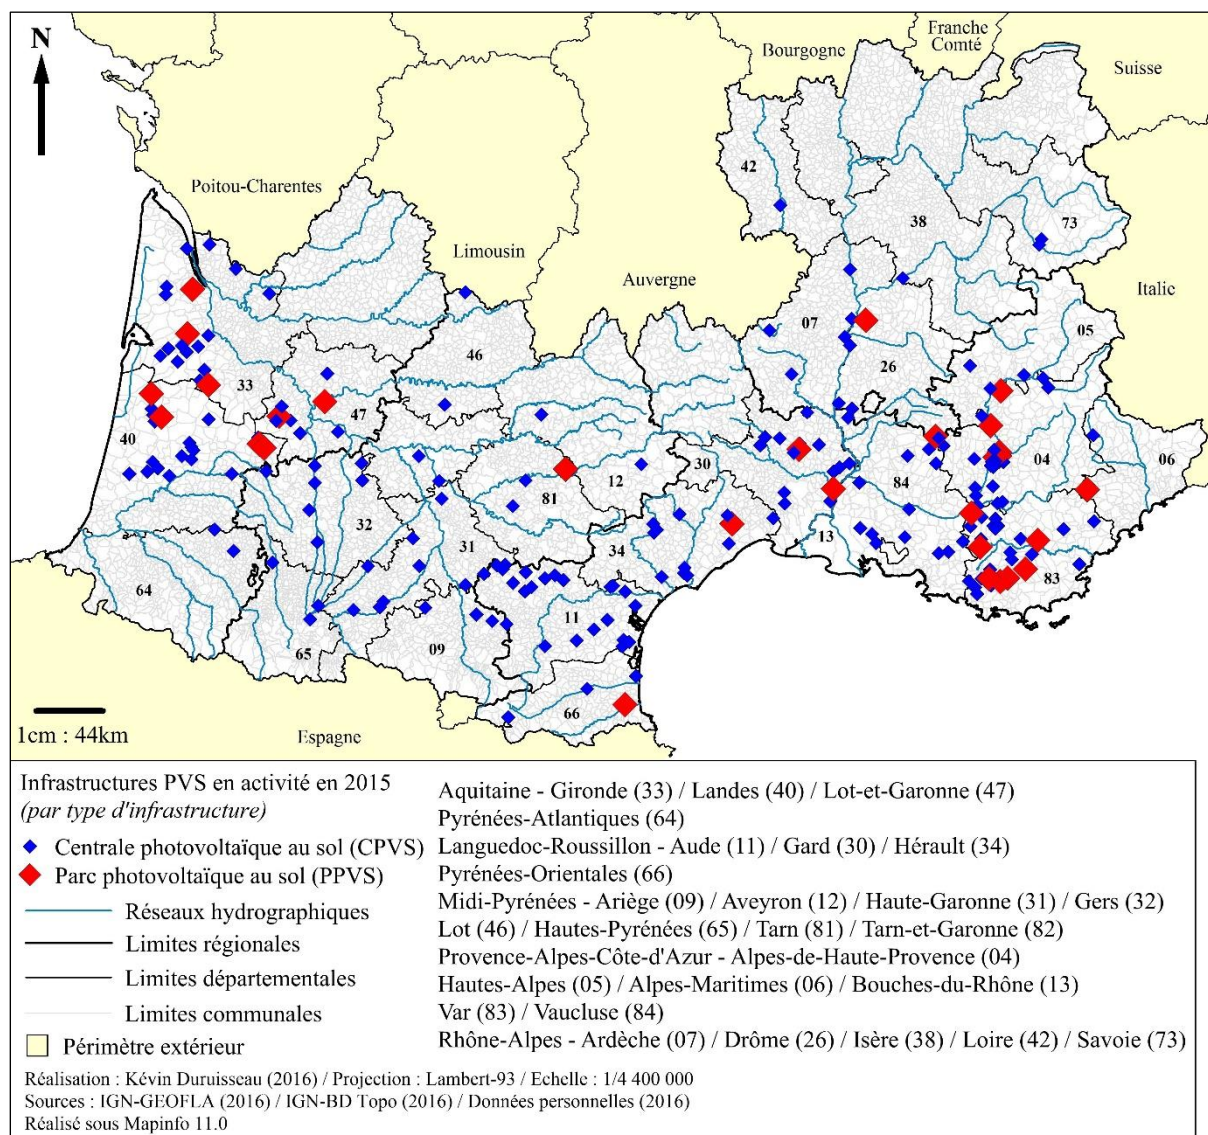 N
Bourgogne
Franche
Comté
Suisse
Poitou-Charentes
Limousin
Auvergne
Italie
Espagne
42
38
73
07
05
26
46
33
47
40
04
06
30
12
84
81
32
31
34
13
83
64
11
65
09
66
1cm : 44km
Infrastructures PVS en activité en 2015
(par type d'infrastructure)
Centrale photovoltaïque au sol (CPVS)
Parc photovoltaïque au sol (PPVS)
Réseaux hydrographiques
Limites régionales
Limites départementales
Limites communales
Périmètre extérieur
Aquitaine - Gironde (33) / Landes (40) / Lot-et-Garonne (47)
Pyrénées-Atlantiques (64)
Languedoc-Roussillon - Aude (11) / Gard (30) / Hérault (34)
Pyrénées-Orientales (66)
Midi-Pyrénées - Ariège (09) / Aveyron (12) / Haute-Garonne (31) / Gers (32)
Lot (46) / Hautes-Pyrénées (65) / Tarn (81) / Tarn-et-Garonne (82)
Provence-Alpes-Côte-d'Azur - Alpes-de-Haute-Provence (04)
Hautes-Alpes (05) / Alpes-Maritimes (06) / Bouches-du-Rhône (13)
Var (83) / Vaucluse (84)
Rhône-Alpes - Ardèche (07) / Drôme (26) / Isère (38) / Loire (42) / Savoie (73)
Réalisation : Kévin Duruisseau (2016) / Projection : Lambert-93 / Echelle : 1/4 400 000
Sources : IGN-GEOFLA (2016) / IGN-BD Topo (2016) / Données personnelles (2016)
Réalisé sous Mapinfo 11.0